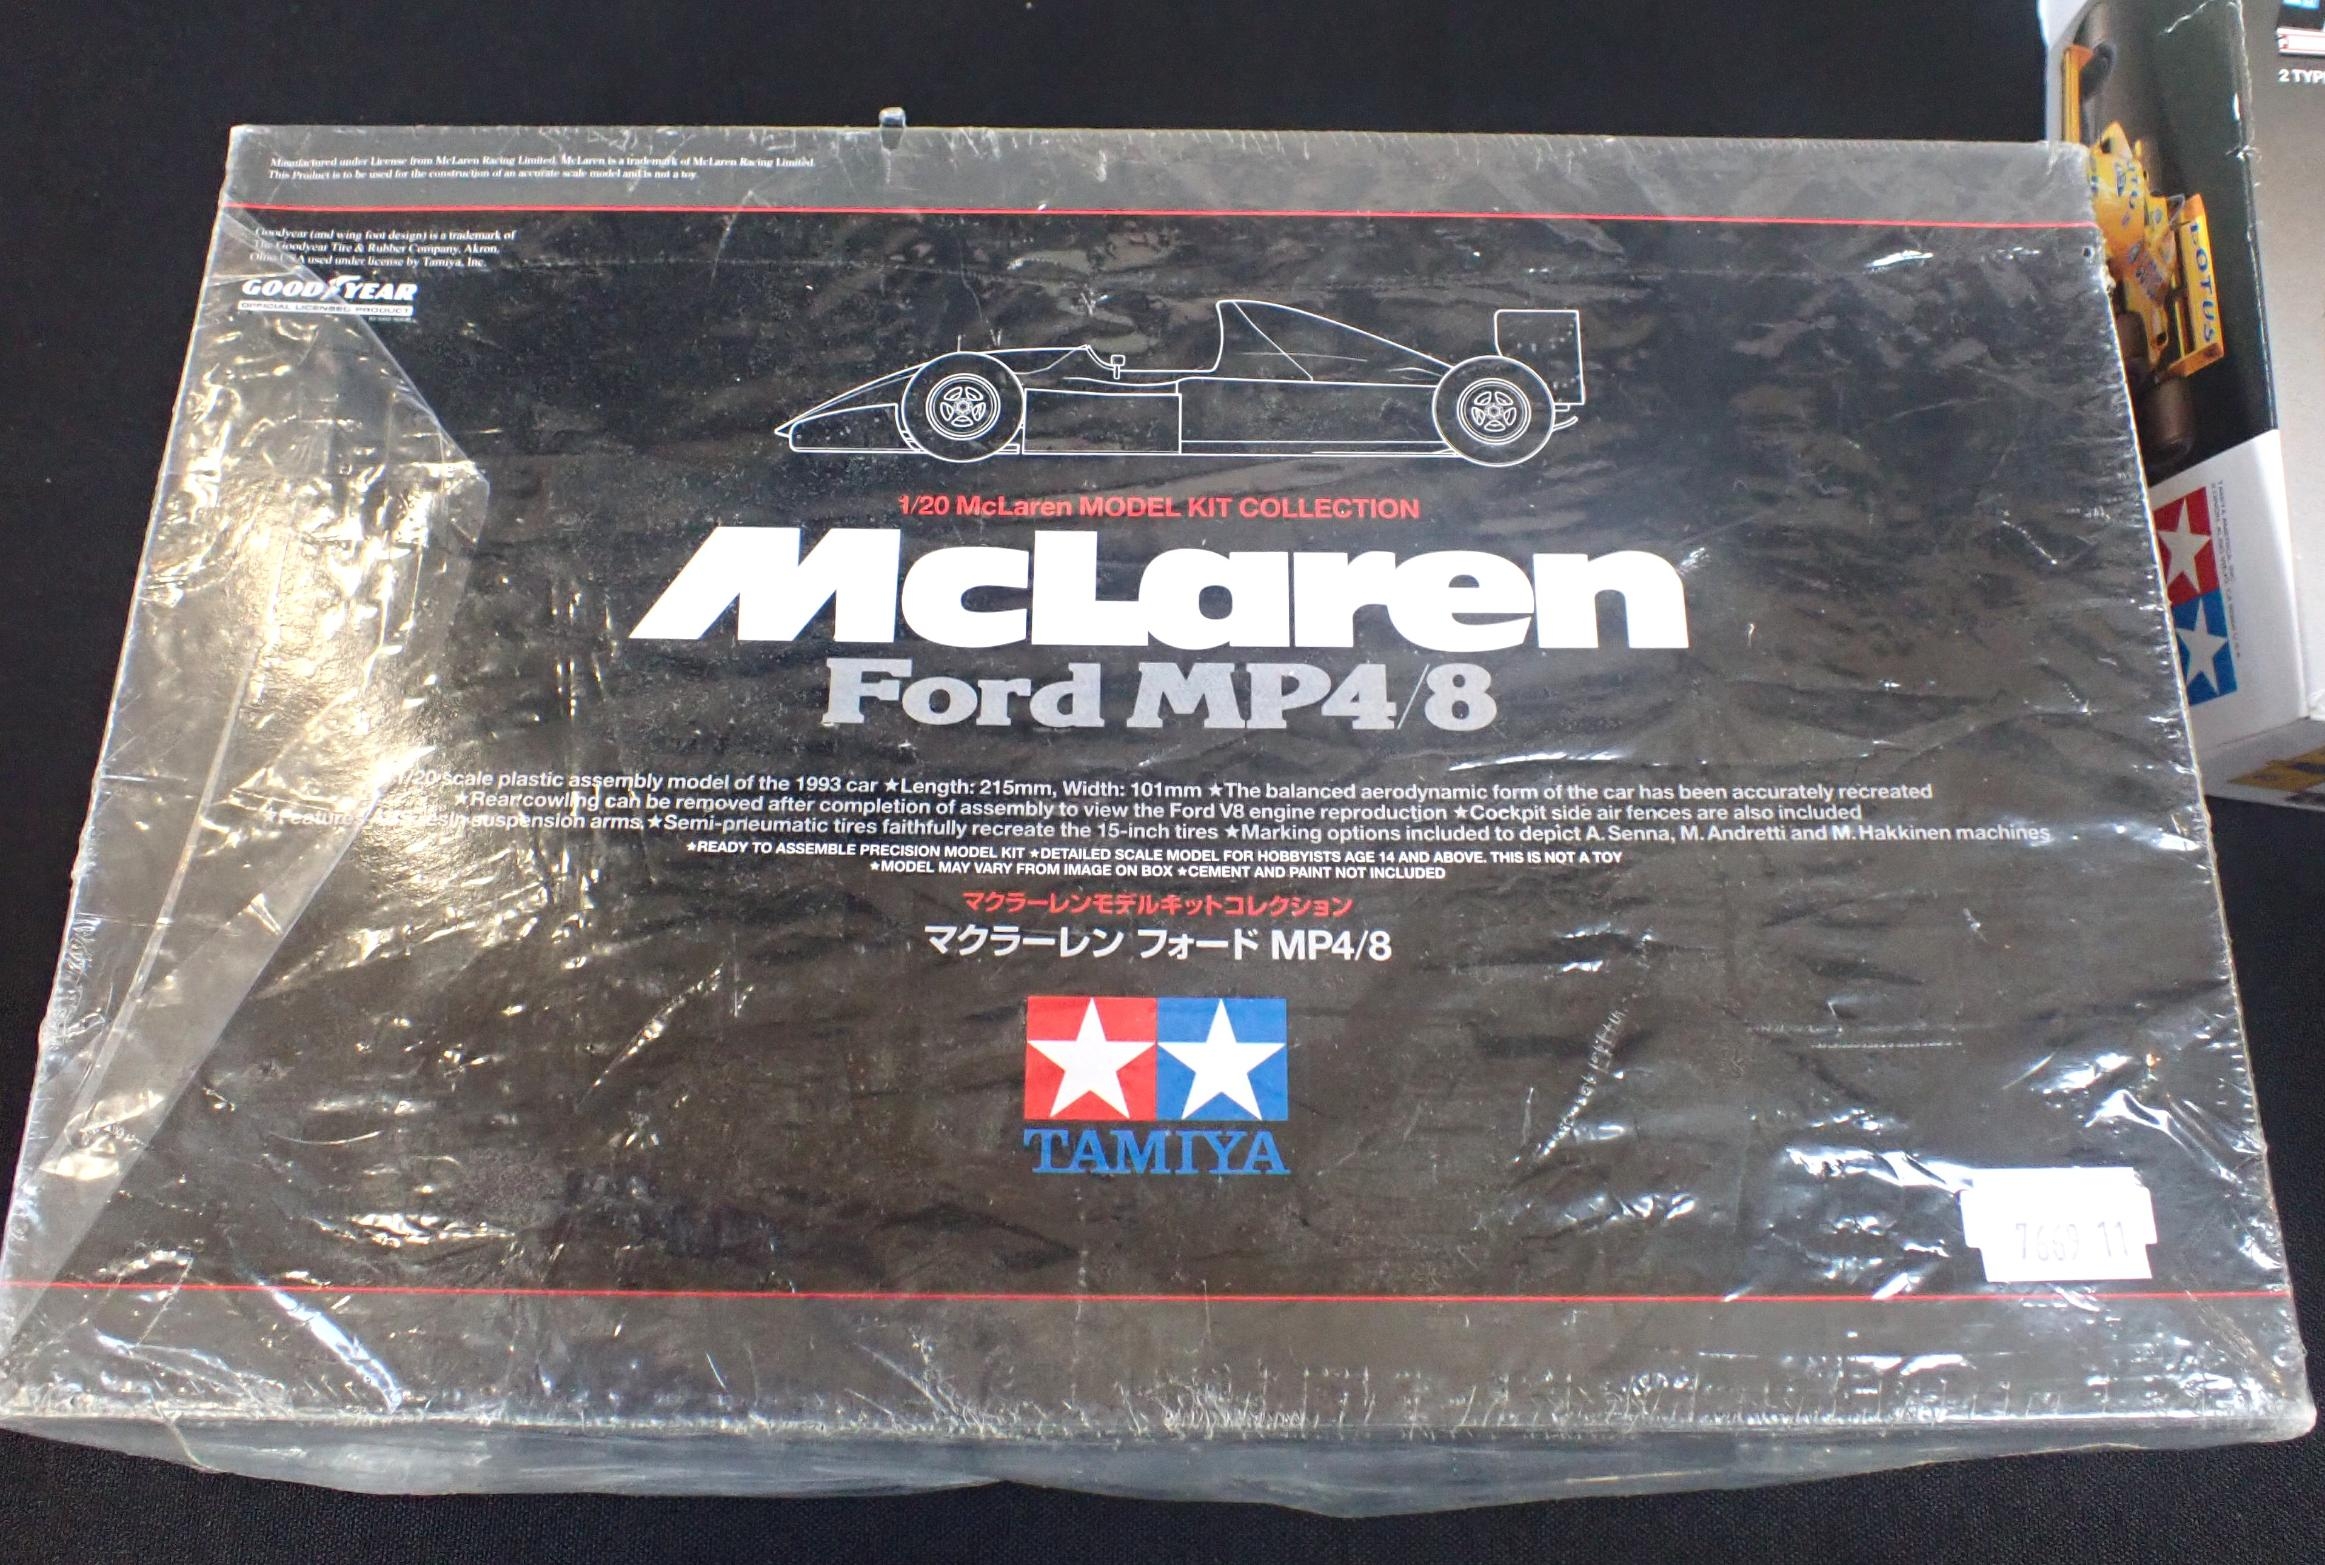 Manufactured under License from McLaren Racing Limited. McLaren is a trademark of McLaren Racing Limited.
This Product is to be used for the construction of an accurate scale model and is not a toy.
Goodyear (and wing foot design) is a trademark of
The Goodyear Tire & Rubber Company, Akron,
Ohio USA used under license by Tamiya, Inc.
GOODYEAR
OFFICIAL LICENSED PRODUCT
1/20 McLaren MODEL KIT COLLECTION
McLaren
Ford MP4/8
1/20 scale plastic assembly model of the 1993 car ★Length: 215mm, Width: 101mm ★The balanced aerodynamic form of the car has been accurately recreated
★Rear cowling can be removed after completion of assembly to view the Ford V8 engine reproduction ★Cockpit side air fences are also included
★Features suspension arms. ★Semi-pneumatic tires faithfully recreate the 15-inch tires ★Marking options included to depict A. Senna, M. Andretti and M. Hakkinen machines
★READY TO ASSEMBLE PRECISION MODEL KIT ★DETAILED SCALE MODEL FOR HOBBYISTS AGE 14 AND ABOVE. THIS IS NOT A TOY
★MODEL MAY VARY FROM IMAGE ON BOX ★CEMENT AND PAINT NOT INCLUDED
マクラーレンモデルキットコレクション
マクラーレン フォード MP4/8
TAMIYA
7669 11
2 TYP
LOTUS